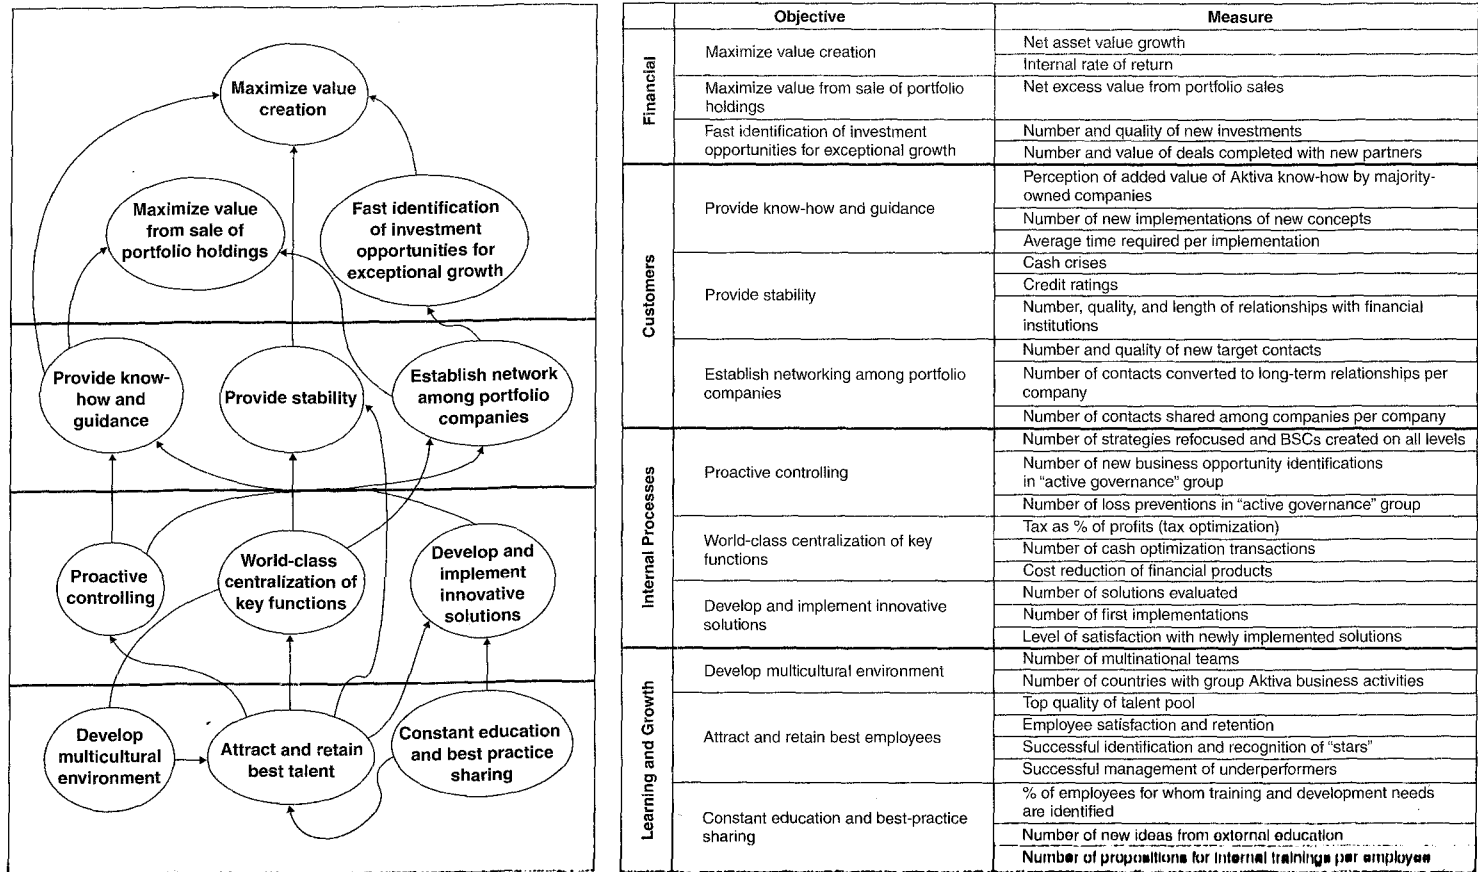 Maximize value
creation
Maximize value
from sale of
portfolio holdings
Fast identification
of investment
opportunities for
exceptional growth
Provide know-
how and
guidance
Provide stability
Establish network
among portfolio
companies
Proactive
controlling
World-class
centralization of
key functions
Develop and
implement
innovative
solutions
Develop
multicultural
environment
Attract and retain
best talent
Constant education
and best practice
sharing
Objective
Measure
Financial
Maximize value creation
Net asset value growth
Internal rate of return
Maximize value from sale of portfolio
holdings
Net excess value from portfolio sales
Fast identification of investment
opportunities for exceptional growth
Number and quality of new investments
Number and value of deals completed with new partners
Customers
Provide know-how and guidance
Perception of added value of Aktiva know-how by majority-
owned companies
Number of new implementations of new concepts
Average time required per implementation
Provide stability
Cash crises
Credit ratings
Number, quality, and length of relationships with financial
institutions
Establish networking among portfolio
companies
Number and quality of new target contacts
Number of contacts converted to long-term relationships per
company
Number of contacts shared among companies per company
Internal Processes
Proactive controlling
Number of strategies refocused and BSCs created on all levels
Number of new business opportunity identifications
in “active governance” group
Number of loss preventions in “active governance” group
World-class centralization of key
functions
Tax as % of profits (tax optimization)
Number of cash optimization transactions
Cost reduction of financial products
Develop and implement innovative
solutions
Number of solutions evaluated
Number of first implementations
Level of satisfaction with newly implemented solutions
Learning and Growth
Develop multicultural environment
Number of multinational teams
Number of countries with group Aktiva business activities
Attract and retain best employees
Top quality of talent pool
Employee satisfaction and retention
Successful identification and recognition of “stars”
Successful management of underperformers
Constant education and best-practice
sharing
% of employees for whom training and development needs
are identified
Number of new ideas from external education
Number of propositions for internal trainings per employee